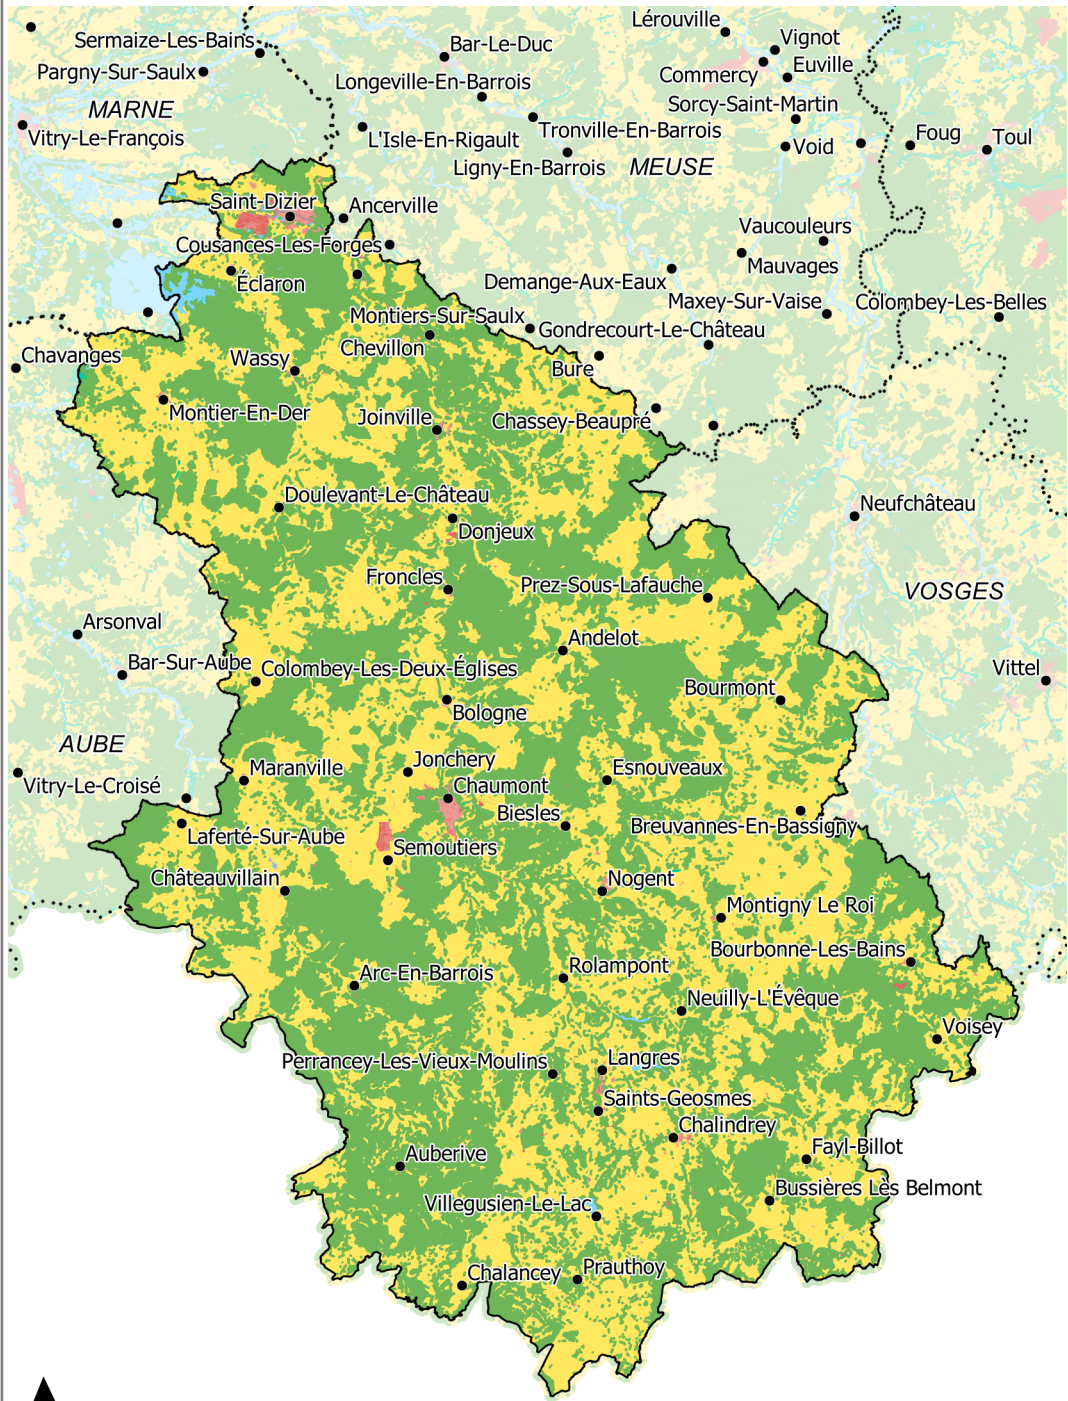 Lérouville
Sermaize-Les-Bains
Bar-Le-Duc
Vignot
Pargny-Sur-Saulx
Longeville-En-Barrois
Commercy
Euville
MARNE
Sorcy-Saint-Martin
Vitry-Le-François
L'Isle-En-Rigault
Tronville-En-Barrois
Void
Foug
Toul
Ligny-En-Barrois
MEUSE
Saint-Dizier
Ancerville
Vaucouleurs
Cousances-Les-Forges
Mauvages
Éclaron
Demange-Aux-Eaux
Maxey-Sur-Vaise
Colombey-Les-Belles
Montiers-Sur-Saulx
Gondrecourt-Le-Château
Chevillon
Chavanges
Wassy
Bure
Montier-En-Der
Joinville
Chassey-Beaupré
Doulevant-Le-Château
Neufchâteau
Donjeux
Froncles
Prez-Sous-Lafauche
VOSGES
Arsonval
Andelot
Bar-Sur-Aube
Colombey-Les-Deux-Églises
Vittel
Bourmont
Bologne
AUBE
Jonchery
Maranville
Esnouveaux
Vitry-Le-Croisé
Chaumont
Biesles
Breuvannes-En-Bassigny
Laferté-Sur-Aube
Semoutiers
Châteauvillain
Nogent
Montigny Le Roi
Bourbonne-Les-Bains
Arc-En-Barrois
Rolampont
Neuilly-L'Évêque
Voisey
Perrancey-Les-Vieux-Moulins
Langres
Saints-Geosmes
Chalindrey
Auberive
Fayl-Billot
Bussières Lès Belmont
Villegusien-Le-Lac
Chalancey
Prauthoy